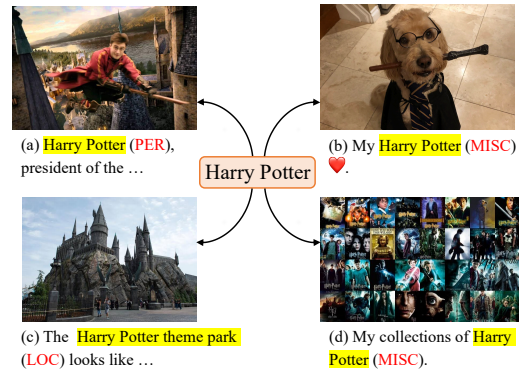 (a) Harry Potter (PER),
president of the …
(b) My Harry Potter (MISC)
❤.
Harry Potter
(c) The Harry Potter theme park
(LOC) looks like …
(d) My collections of Harry
Potter (MISC).